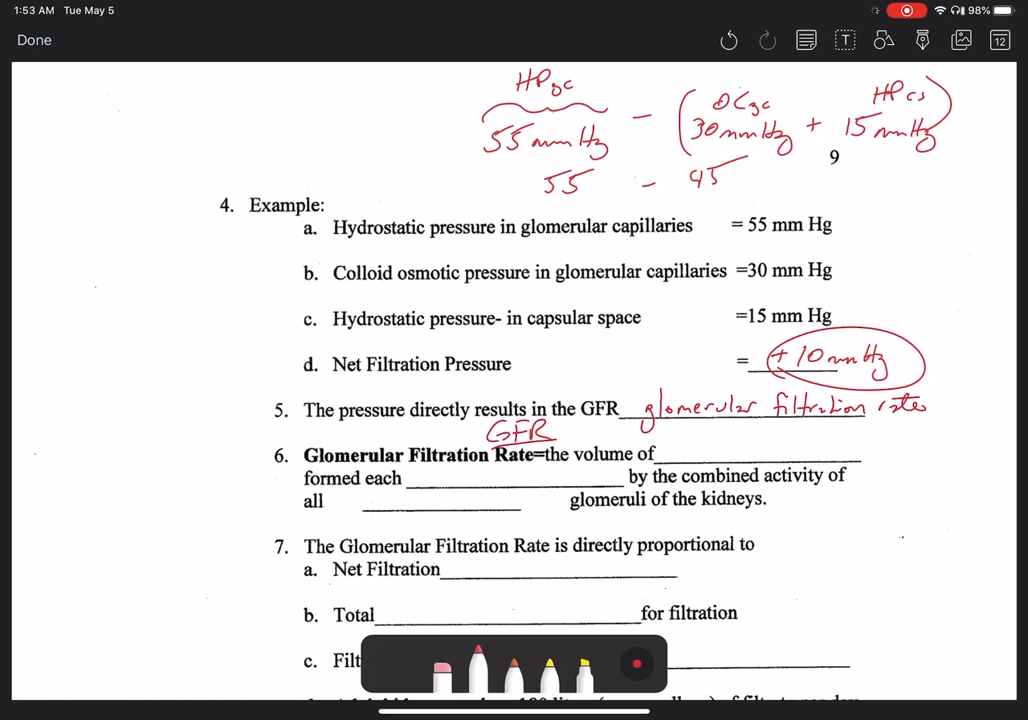 1:53 AM Tue May 5 98%
Done T 12
HPgc OCgc HPcs
55 mm Hg - (30 mm Hg + 15 mm Hg)
9
55 - 45
4. Example:
a. Hydrostatic pressure in glomerular capillaries = 55 mm Hg
b. Colloid osmotic pressure in glomerular capillaries =30 mm Hg
c. Hydrostatic pressure- in capsular space =15 mm Hg
d. Net Filtration Pressure = + 10 mm Hg
5. The pressure directly results in the GFR glomerular filtration rates
GFR
6. Glomerular Filtration Rate=the volume of
formed each by the combined activity of
all glomeruli of the kidneys.
7. The Glomerular Filtration Rate is directly proportional to
a. Net Filtration
b. Total for filtration
c. Filt